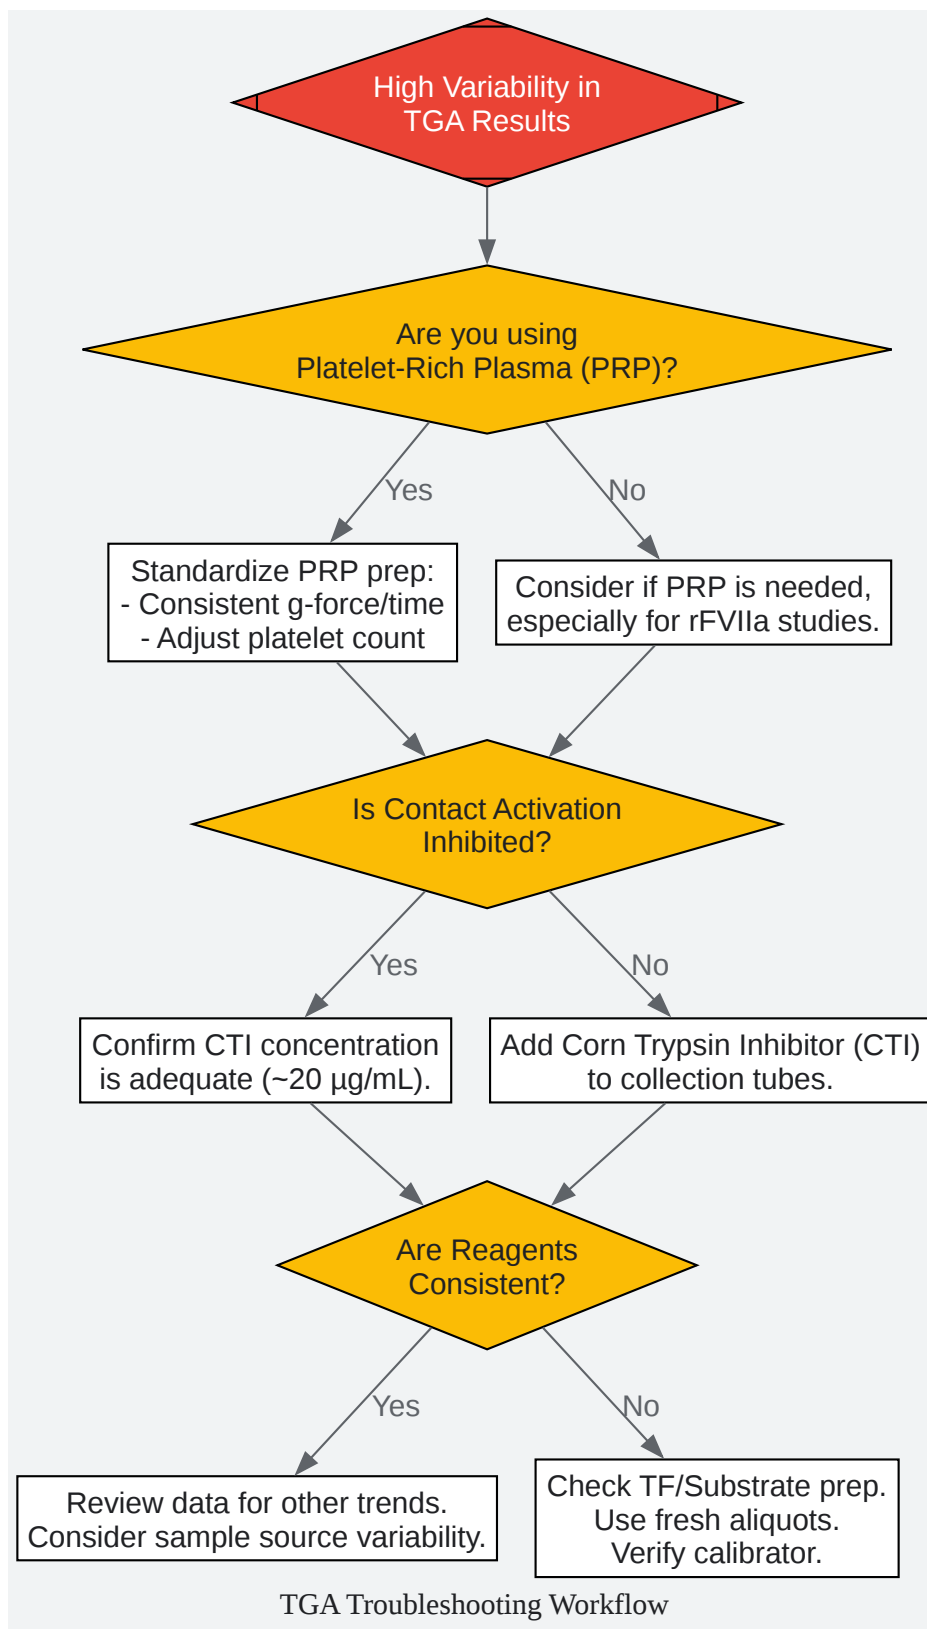 High Variability in
TGA Results
Are you using
Platelet-Rich Plasma (PRP)?
Yes
No
Standardize PRP prep:
- Consistent g-force/time
- Adjust platelet count
Consider if PRP is needed,
especially for rFVIIa studies.
Is Contact Activation
Inhibited?
Yes
No
Confirm CTI concentration
is adequate (~20 µg/mL).
Add Corn Trypsin Inhibitor (CTI)
to collection tubes.
Are Reagents
Consistent?
Yes
No
Review data for other trends.
Consider sample source variability.
Check TF/Substrate prep.
Use fresh aliquots.
Verify calibrator.
TGA Troubleshooting Workflow